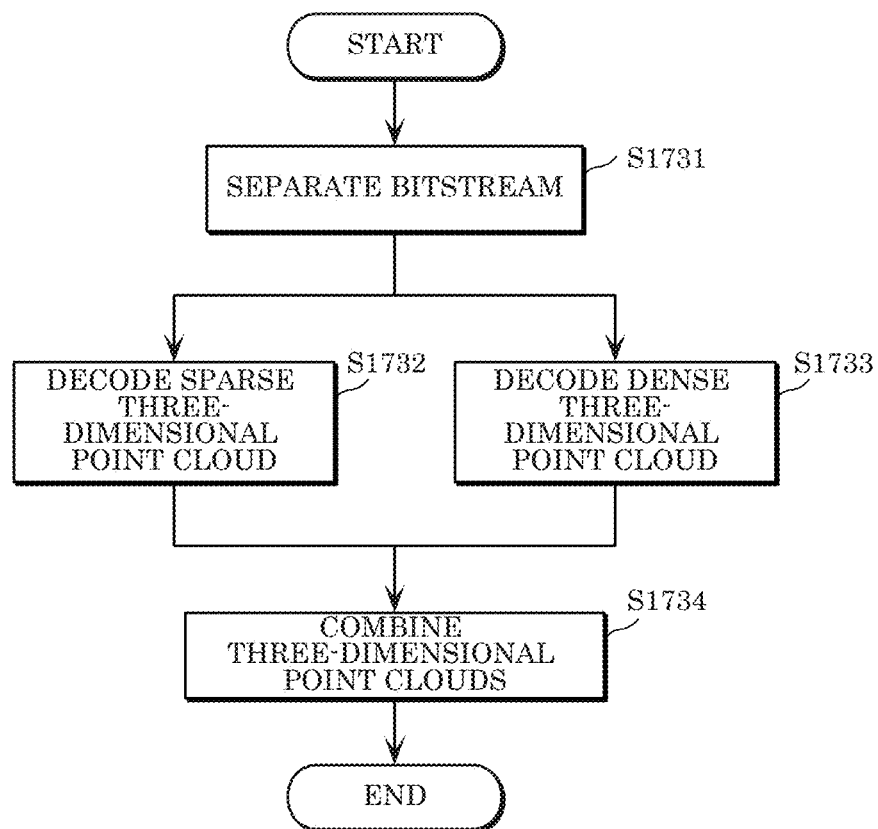 START
S1731
SEPARATE BITSTREAM
S1732
DECODE SPARSE
THREE-
DIMENSIONAL
POINT CLOUD
S1733
DECODE DENSE
THREE-
DIMENSIONAL
POINT CLOUD
S1734
COMBINE
THREE-DIMENSIONAL
POINT CLOUDS
END